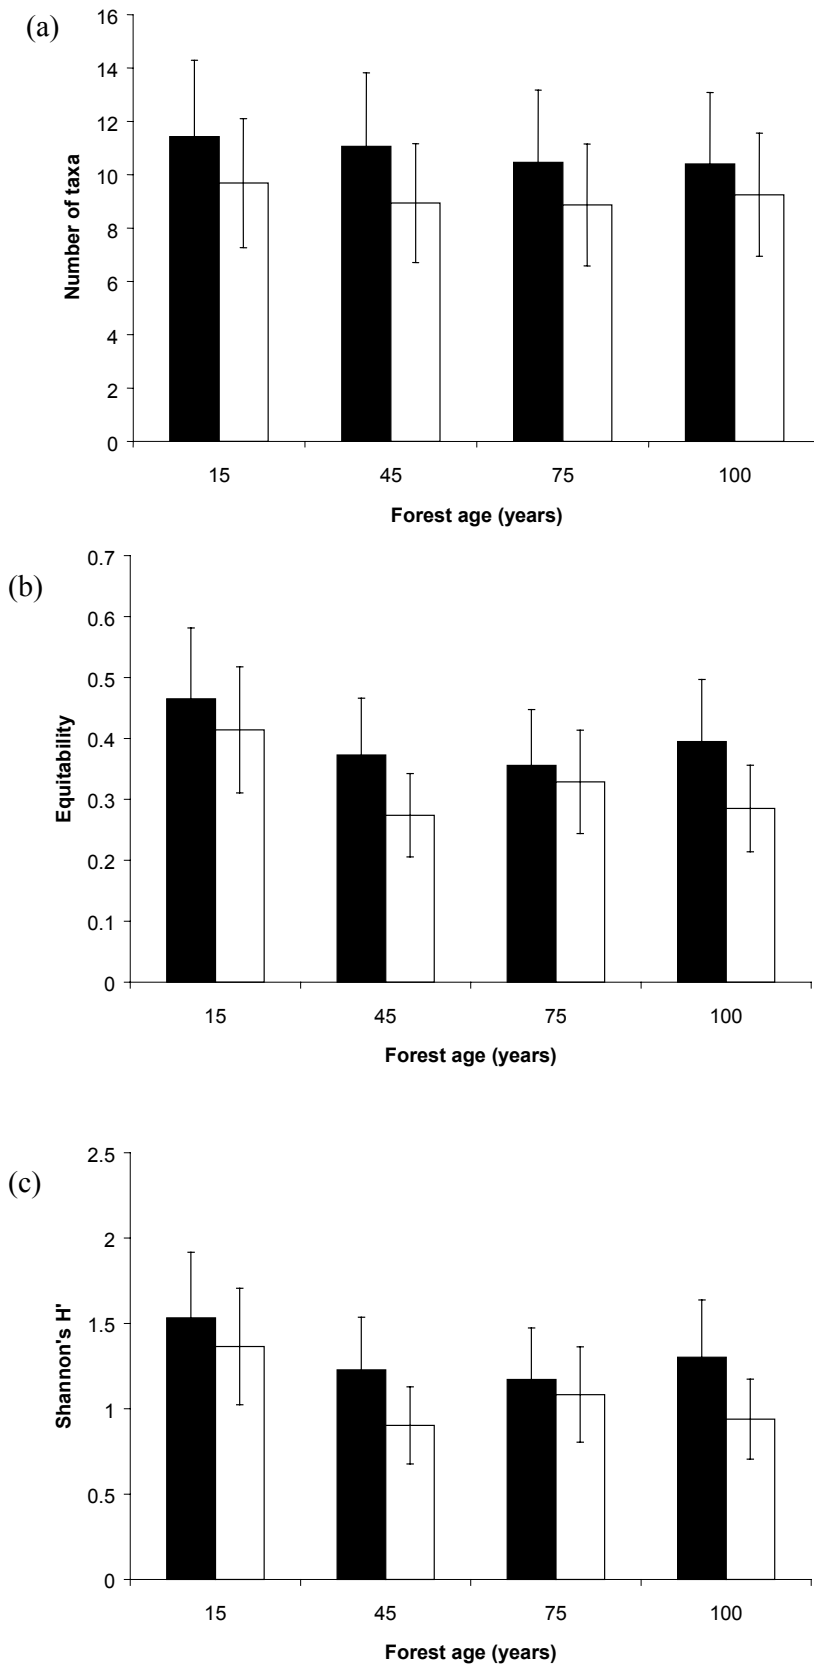 (a)
16
14
12
10
8
6
4
2
0
Number of taxa
15 45 75 100
Forest age (years)
(b)
0.7
0.6
0.5
0.4
0.3
0.2
0.1
0
Equitability
15 45 75 100
Forest age (years)
(c)
2.5
2
1.5
1
0.5
0
Shannon's H'
15 45 75 100
Forest age (years)